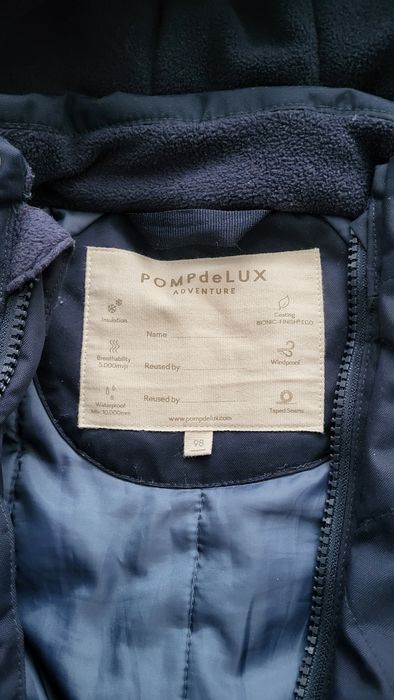 POMPdeLUX
ADVENTURE
Insulation
Coating
BIONIC-FINISH®ECO
Name
Breathability
5.000mvp
Reused by
Windproof
Waterproof
Min. 10.000mm
Reused by
Taped Seams
www.pompdelux.com
98